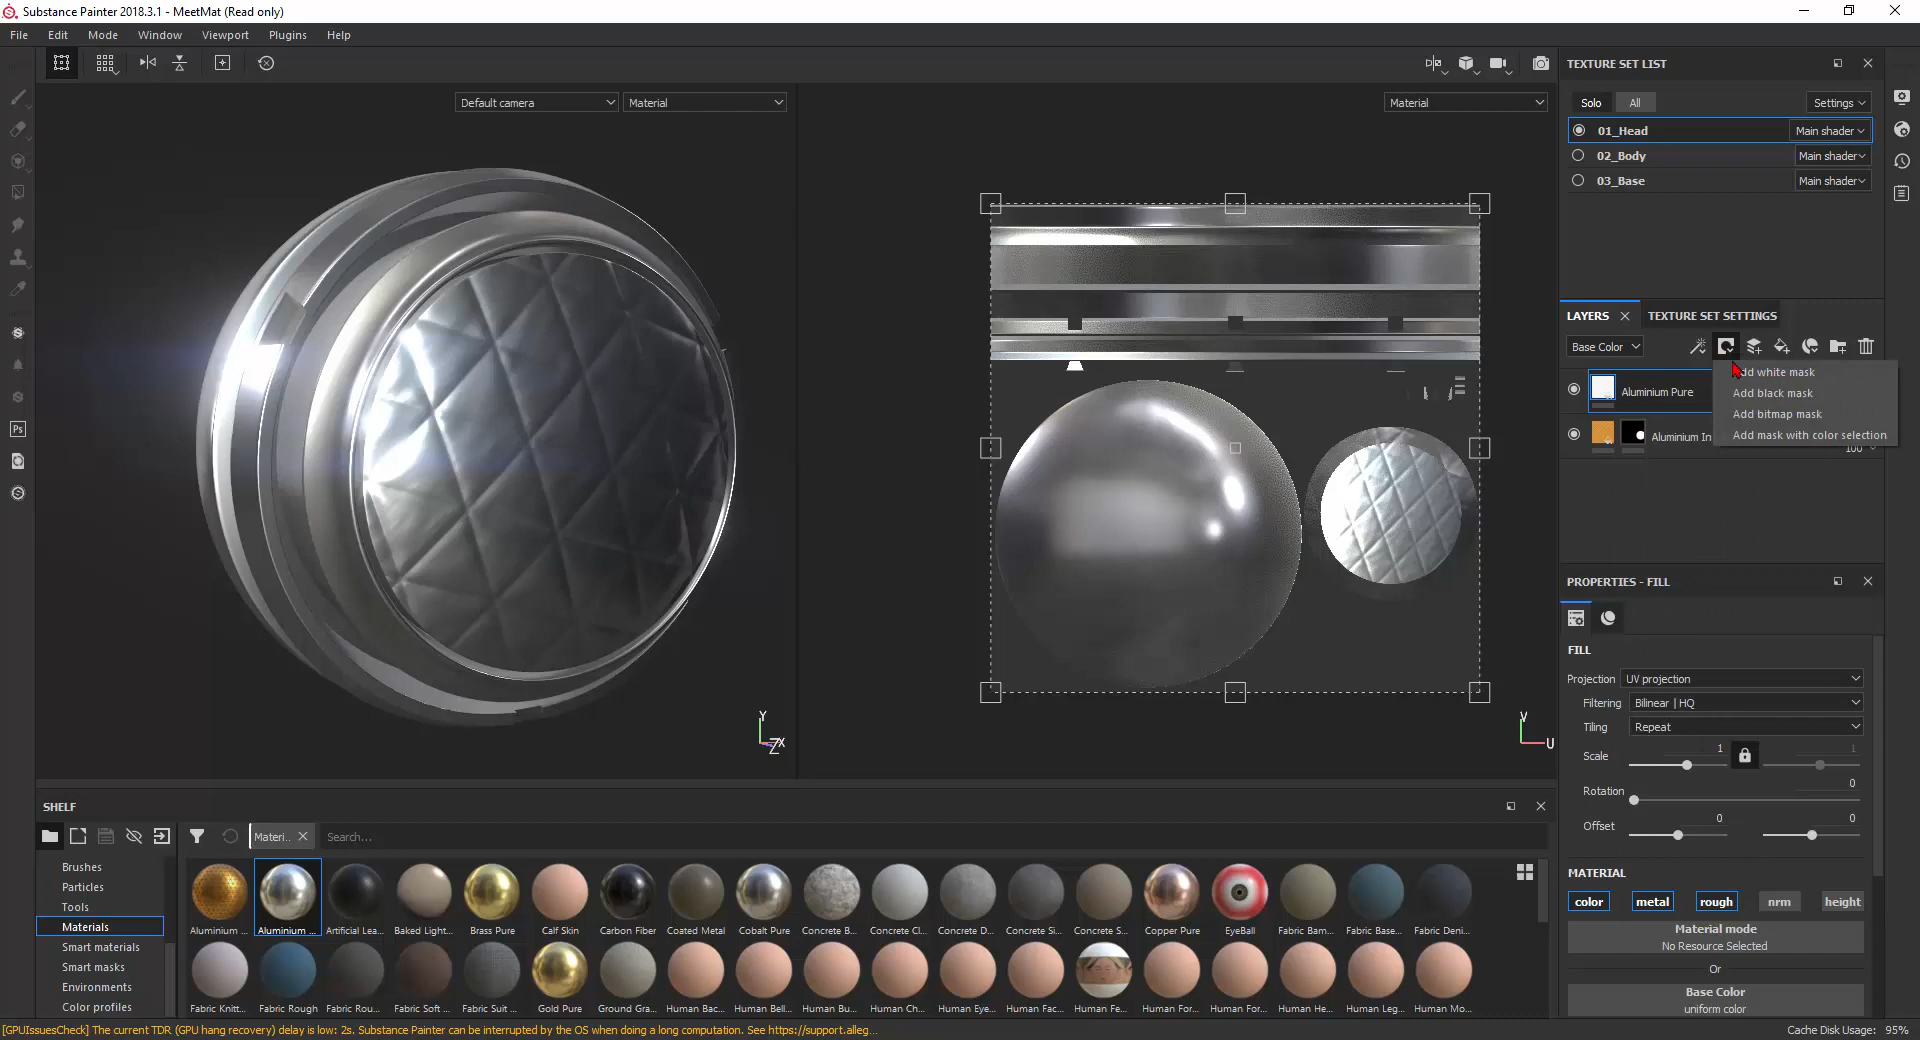 Substance Painter 2018.3.1 - MeetMat (Read only)
File Edit Mode Window Viewport Plugins Help
Default camera
Material
Material
TEXTURE SET LIST
Solo All Settings
01_Head Main shader
02_Body Main shader
03_Base Main shader
LAYERS TEXTURE SET SETTINGS
Base Color
Add white mask
Add black mask
Add bitmap mask
Add mask with color selection
Aluminium Pure
Aluminium In
100
PROPERTIES - FILL
FILL
Projection UV projection
Filtering Bilinear | HQ
Tiling Repeat
Scale 1 1
Rotation 0
Offset 0 0
MATERIAL
color metal rough nrm height
Material mode
No Resource Selected
Or
Base Color
uniform color
Y
Z X
V
U
Ps
SHELF
Materi.. Search...
Brushes
Particles
Tools
Materials
Smart materials
Smart masks
Environments
Color profiles
Aluminium ... Aluminium ... Artificial Lea... Baked Light... Brass Pure Calf Skin Carbon Fiber Coated Metal Cobalt Pure Concrete B... Concrete Cl... Concrete D... Concrete Si... Concrete S... Copper Pure EyeBall Fabric Bam... Fabric Base... Fabric Deni...
Fabric Knitt... Fabric Rough Fabric Rou... Fabric Soft ... Fabric Suit ... Gold Pure Ground Gra... Human Bac... Human Bell... Human Bu... Human Ch... Human Eye... Human Fac... Human Fe... Human For... Human For... Human He... Human Leg... Human Mo...
[GPUIssuesCheck] The current TDR (GPU hang recovery) delay is low: 2s. Substance Painter can be interrupted by the OS when doing a long computation. See https://support.alleg...
Cache Disk Usage: 95%